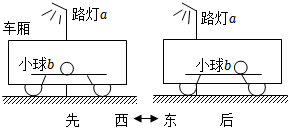 路灯a 路灯a
车厢
小球b 小球b
先 西 东 后